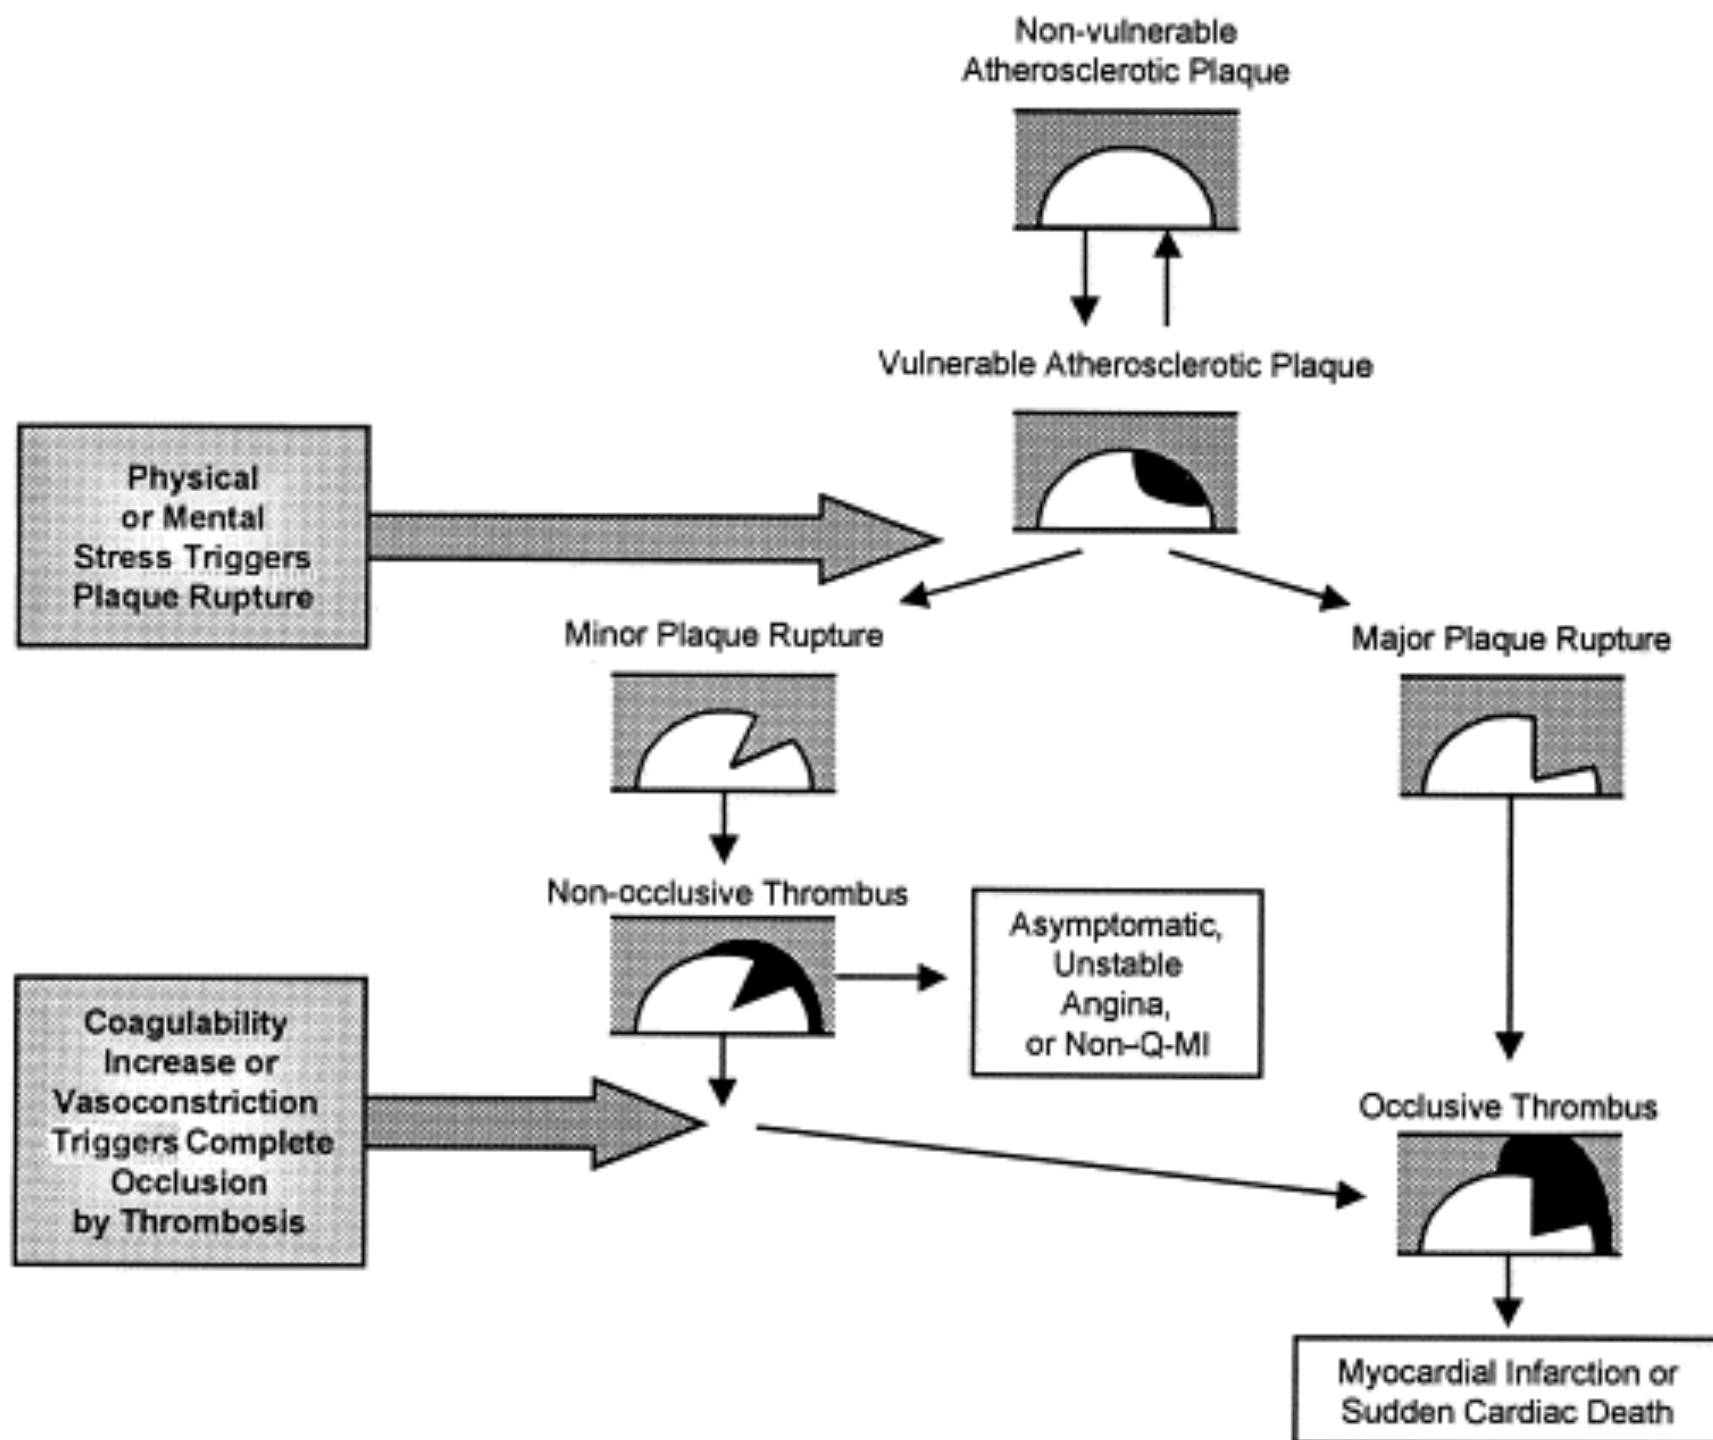 Non-vulnerable
Atherosclerotic Plaque
Vulnerable Atherosclerotic Plaque
Physical
or Mental
Stress Triggers
Plaque Rupture
Minor Plaque Rupture
Major Plaque Rupture
Non-occlusive Thrombus
Asymptomatic,
Unstable
Angina,
or Non–Q-MI
Coagulability
Increase or
Vasoconstriction
Triggers Complete
Occlusion
by Thrombosis
Occlusive Thrombus
Myocardial Infarction or
Sudden Cardiac Death